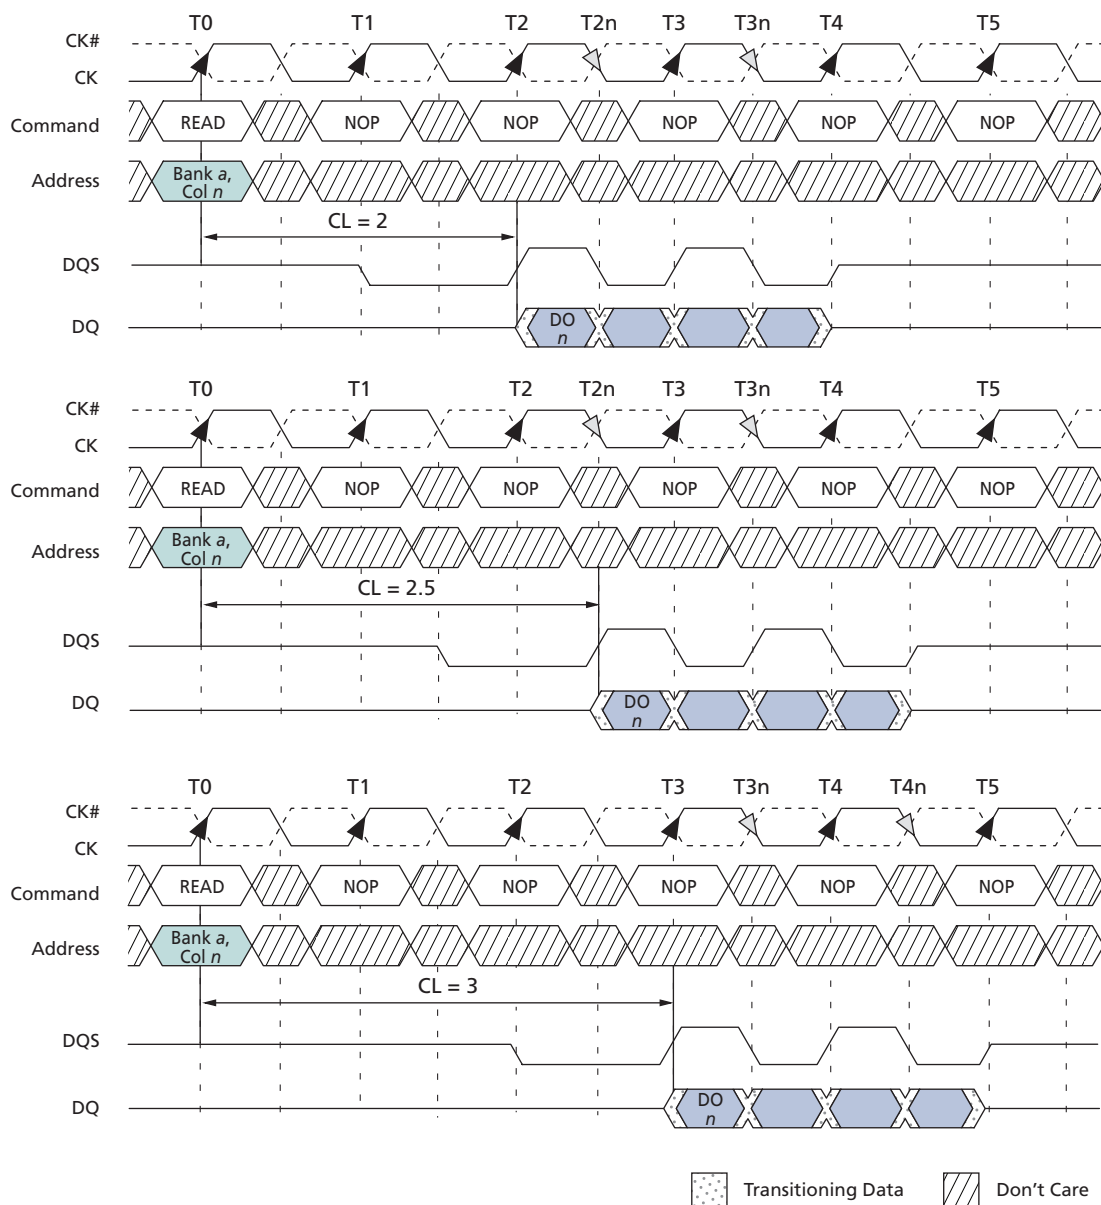 T0 T1 T2 T2n T3 T3n T4 T5
CK#
CK
Command READ NOP NOP NOP NOP NOP
Address Bank a,
Col n
CL = 2
DQS
DQ DO
n
T0 T1 T2 T2n T3 T3n T4 T5
CK#
CK
Command READ NOP NOP NOP NOP NOP
Address Bank a,
Col n
CL = 2.5
DQS
DQ DO
n
T0 T1 T2 T3 T3n T4 T4n T5
CK#
CK
Command READ NOP NOP NOP NOP NOP
Address Bank a,
Col n
CL = 3
DQS
DQ DO
n
Transitioning Data Don't Care